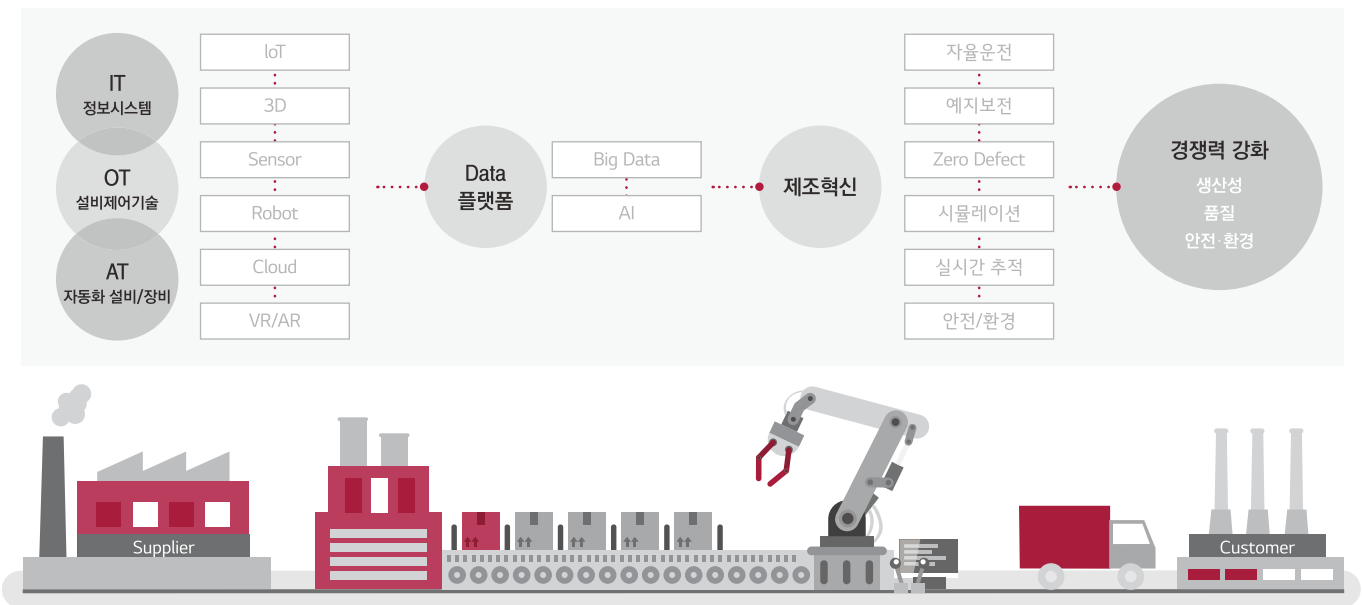 IT
정보시스템
OT
설비제어기술
AT
자동화 설비/장비
IoT
3D
Sensor
Robot
Cloud
VR/AR
Data
플랫폼
Big Data
AI
제조혁신
자율운전
예지보전
Zero Defect
시뮬레이션
실시간 추적
안전/환경
경쟁력 강화
생산성
품질
안전·환경
Supplier
Customer